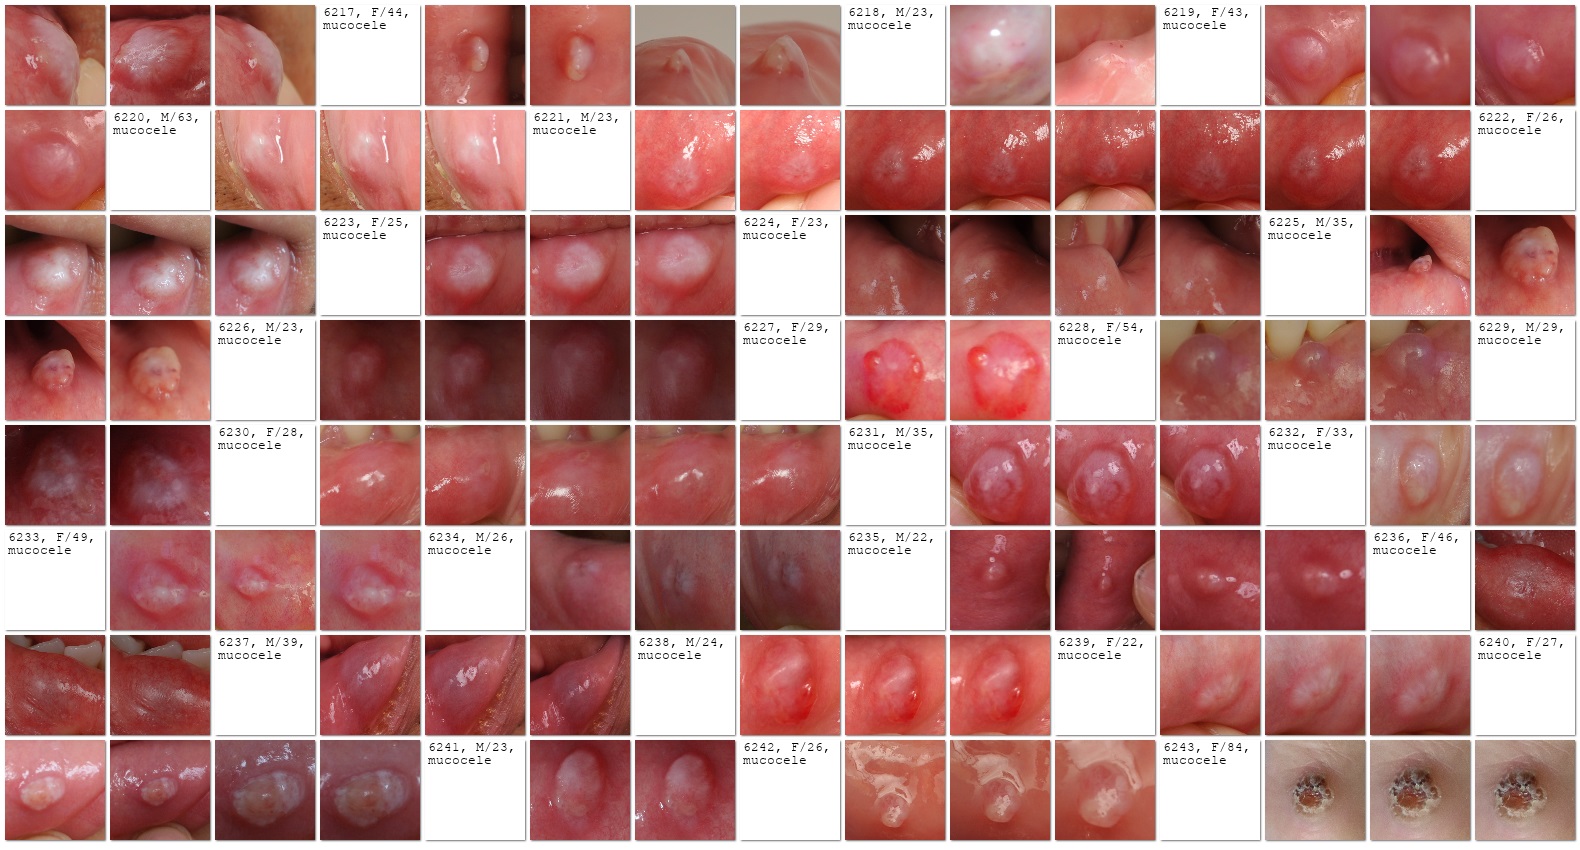 6217, F/44,
mucocele
6218, M/23,
mucocele
6219, F/43,
mucocele
6220, M/63,
mucocele
6221, M/23,
mucocele
6222, F/26,
mucocele
6223, F/25,
mucocele
6224, F/23,
mucocele
6225, M/35,
mucocele
6226, M/23,
mucocele
6227, F/29,
mucocele
6228, F/54,
mucocele
6229, M/29,
mucocele
6230, F/28,
mucocele
6231, M/35,
mucocele
6232, F/33,
mucocele
6233, F/49,
mucocele
6234, M/26,
mucocele
6235, M/22,
mucocele
6236, F/46,
mucocele
6237, M/39,
mucocele
6238, M/24,
mucocele
6239, F/22,
mucocele
6240, F/27,
mucocele
6241, M/23,
mucocele
6242, F/26,
mucocele
6243, F/84,
mucocele